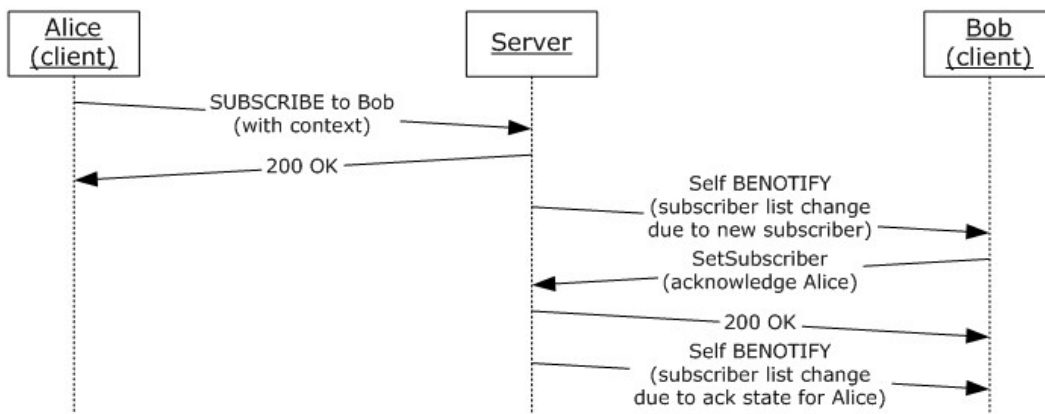 Alice
(client)
Server
Bob
(client)
SUBSCRIBE to Bob
(with context)
200 OK
Self BENOTIFY
(subscriber list change
due to new subscriber)
SetSubscriber
(acknowledge Alice)
200 OK
Self BENOTIFY
(subscriber list change
due to ack state for Alice)